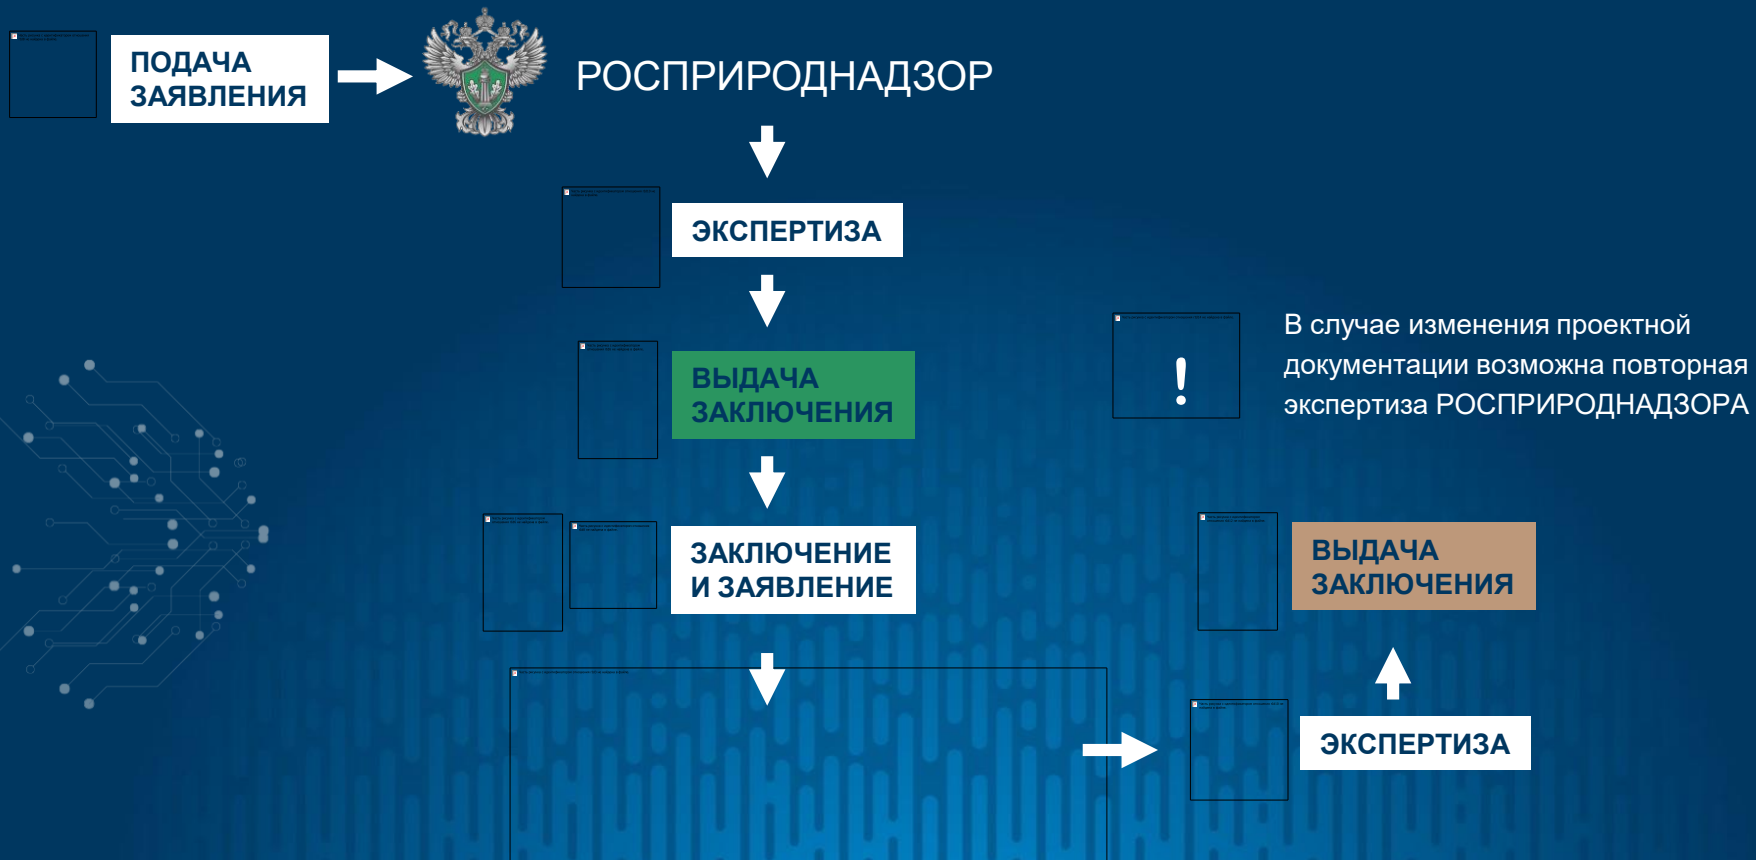 ПОДАЧА
ЗАЯВЛЕНИЯ
РОСПРИРОДНАДЗОР
ЭКСПЕРТИЗА
ВЫДАЧА
ЗАКЛЮЧЕНИЯ
!
В случае изменения проектной
документации возможна повторная
экспертиза РОСПРИРОДНАДЗОРА
ЗАКЛЮЧЕНИЕ
И ЗАЯВЛЕНИЕ
ВЫДАЧА
ЗАКЛЮЧЕНИЯ
ЭКСПЕРТИЗА